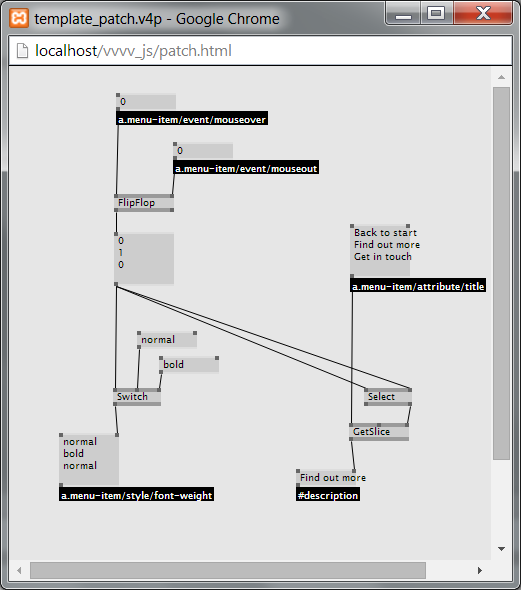 template_patch.v4p - Google Chrome
localhost/vvvv_js/patch.html
0
a.menu-item/event/mouseover
0
a.menu-item/event/mouseout
FlipFlop
0
1
0
Back to start
Find out more
Get in touch
a.menu-item/attribute/title
normal
bold
Switch
Select
GetSlice
normal
bold
normal
a.menu-item/style/font-weight
Find out more
#description